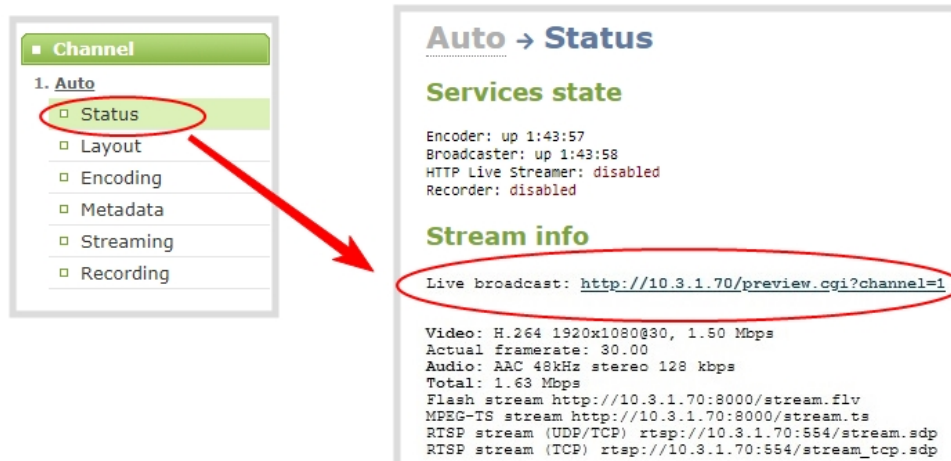 Channel
1. Auto
Status
Layout
Encoding
Metadata
Streaming
Recording
Auto → Status
Services state
Encoder: up 1:43:57
Broadcaster: up 1:43:58
HTTP Live Streamer: disabled
Recorder: disabled
Stream info
Live broadcast: http://10.3.1.70/preview.cgi?channel=1
Video: H.264 1920x1080@30, 1.50 Mbps
Actual framerate: 30.00
Audio: AAC 48kHz stereo 128 kbps
Total: 1.63 Mbps
Flash stream http://10.3.1.70:8000/stream.flv
MPEG-TS stream http://10.3.1.70:8000/stream.ts
RTSP stream (UDP/TCP) rtsp://10.3.1.70:554/stream.sdp
RTSP stream (TCP) rtsp://10.3.1.70:554/stream_tcp.sdp